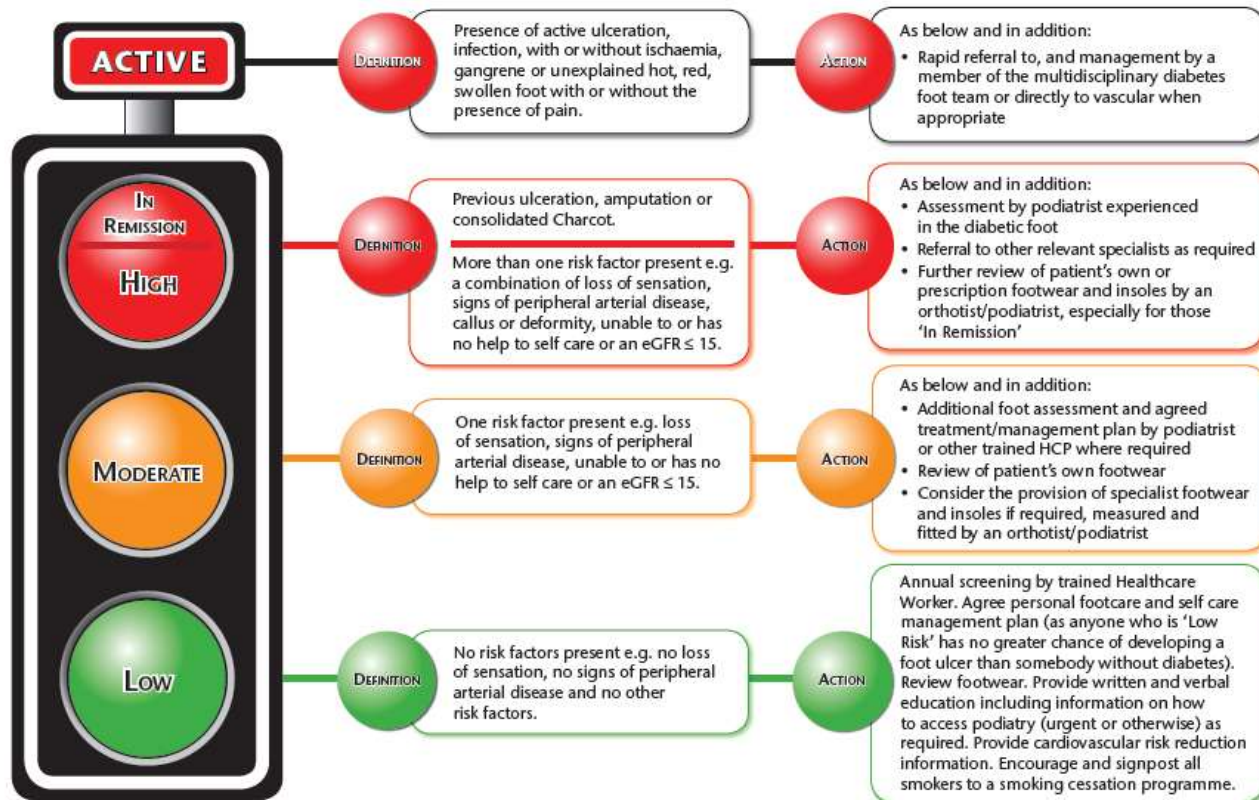 ACTIVE
DEFINITION
Presence of active ulceration,
infection, with or without ischaemia,
gangrene or unexplained hot, red,
swollen foot with or without the
presence of pain.
ACTION
As below and in addition:
• Rapid referral to, and management by a
member of the multidisciplinary diabetes
foot team or directly to vascular when
appropriate
IN
REMISSION
HIGH
DEFINITION
Previous ulceration, amputation or
consolidated Charcot.
More than one risk factor present e.g.
a combination of loss of sensation,
signs of peripheral arterial disease,
callus or deformity, unable to or has
no help to self care or an eGFR ≤ 15.
ACTION
As below and in addition:
• Assessment by podiatrist experienced
in the diabetic foot
• Referral to other relevant specialists as required
• Further review of patient's own or
prescription footwear and insoles by an
orthotist/podiatrist, especially for those
'In Remission'
MODERATE
DEFINITION
One risk factor present e.g. loss
of sensation, signs of peripheral
arterial disease, unable to or has no
help to self care or an eGFR ≤ 15.
ACTION
As below and in addition:
• Additional foot assessment and agreed
treatment/management plan by podiatrist
or other trained HCP where required
• Review of patient's own footwear
• Consider the provision of specialist footwear
and insoles if required, measured and
fitted by an orthotist/podiatrist
LOW
DEFINITION
No risk factors present e.g. no loss
of sensation, no signs of peripheral
arterial disease and no other
risk factors.
ACTION
Annual screening by trained Healthcare
Worker. Agree personal footcare and self care
management plan (as anyone who is 'Low
Risk' has no greater chance of developing a
foot ulcer than somebody without diabetes).
Review footwear. Provide written and verbal
education including information on how
to access podiatry (urgent or otherwise) as
required. Provide cardiovascular risk reduction
information. Encourage and signpost all
smokers to a smoking cessation programme.